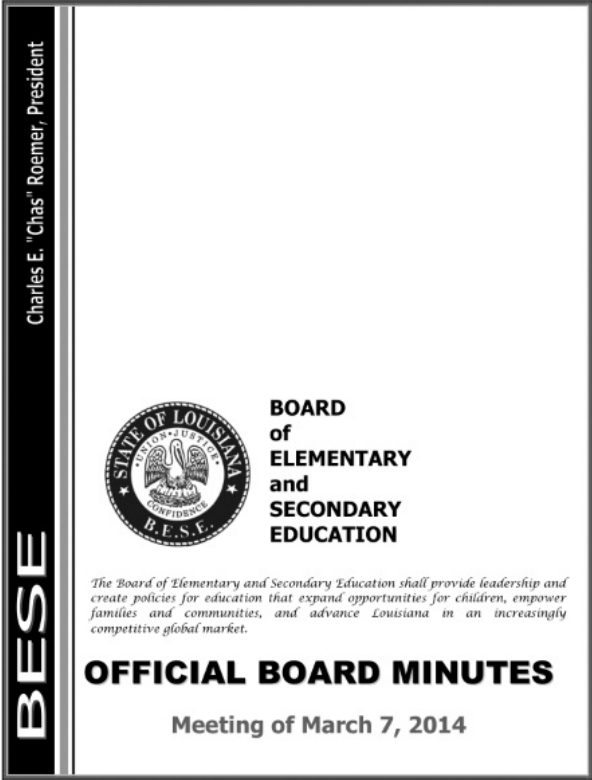 Charles E. "Chas" Roemer, President
BESE
STATE OF LOUISIANA
UNION•JUSTICE•
CONFIDENCE
B.E.S.E.
BOARD
of
ELEMENTARY
and
SECONDARY
EDUCATION
The Board of Elementary and Secondary Education shall provide leadership and
create policies for education that expand opportunities for children, empower
families and communities, and advance Louisiana in an increasingly
competitive global market.
OFFICIAL BOARD MINUTES
Meeting of March 7, 2014